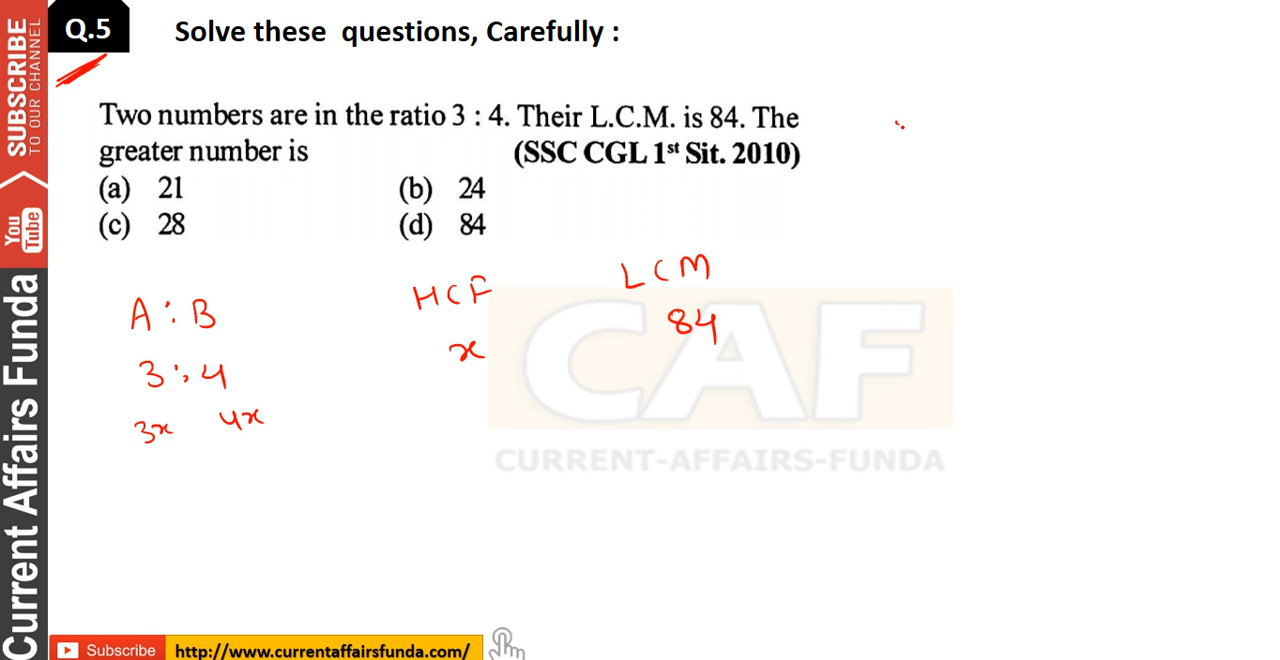 Q.5 Solve these questions, Carefully :
SUBSCRIBE
TO OUR CHANNEL
You
Tube
Current Affairs Funda
Two numbers are in the ratio 3 : 4. Their L.C.M. is 84. The
greater number is (SSC CGL 1st Sit. 2010)
(a) 21 (b) 24
(c) 28 (d) 84
A : B HCF LCM
3 : 4 x 84
3x 4x
CAF
CURRENT-AFFAIRS-FUNDA
Subscribe http://www.currentaffairsfunda.com/